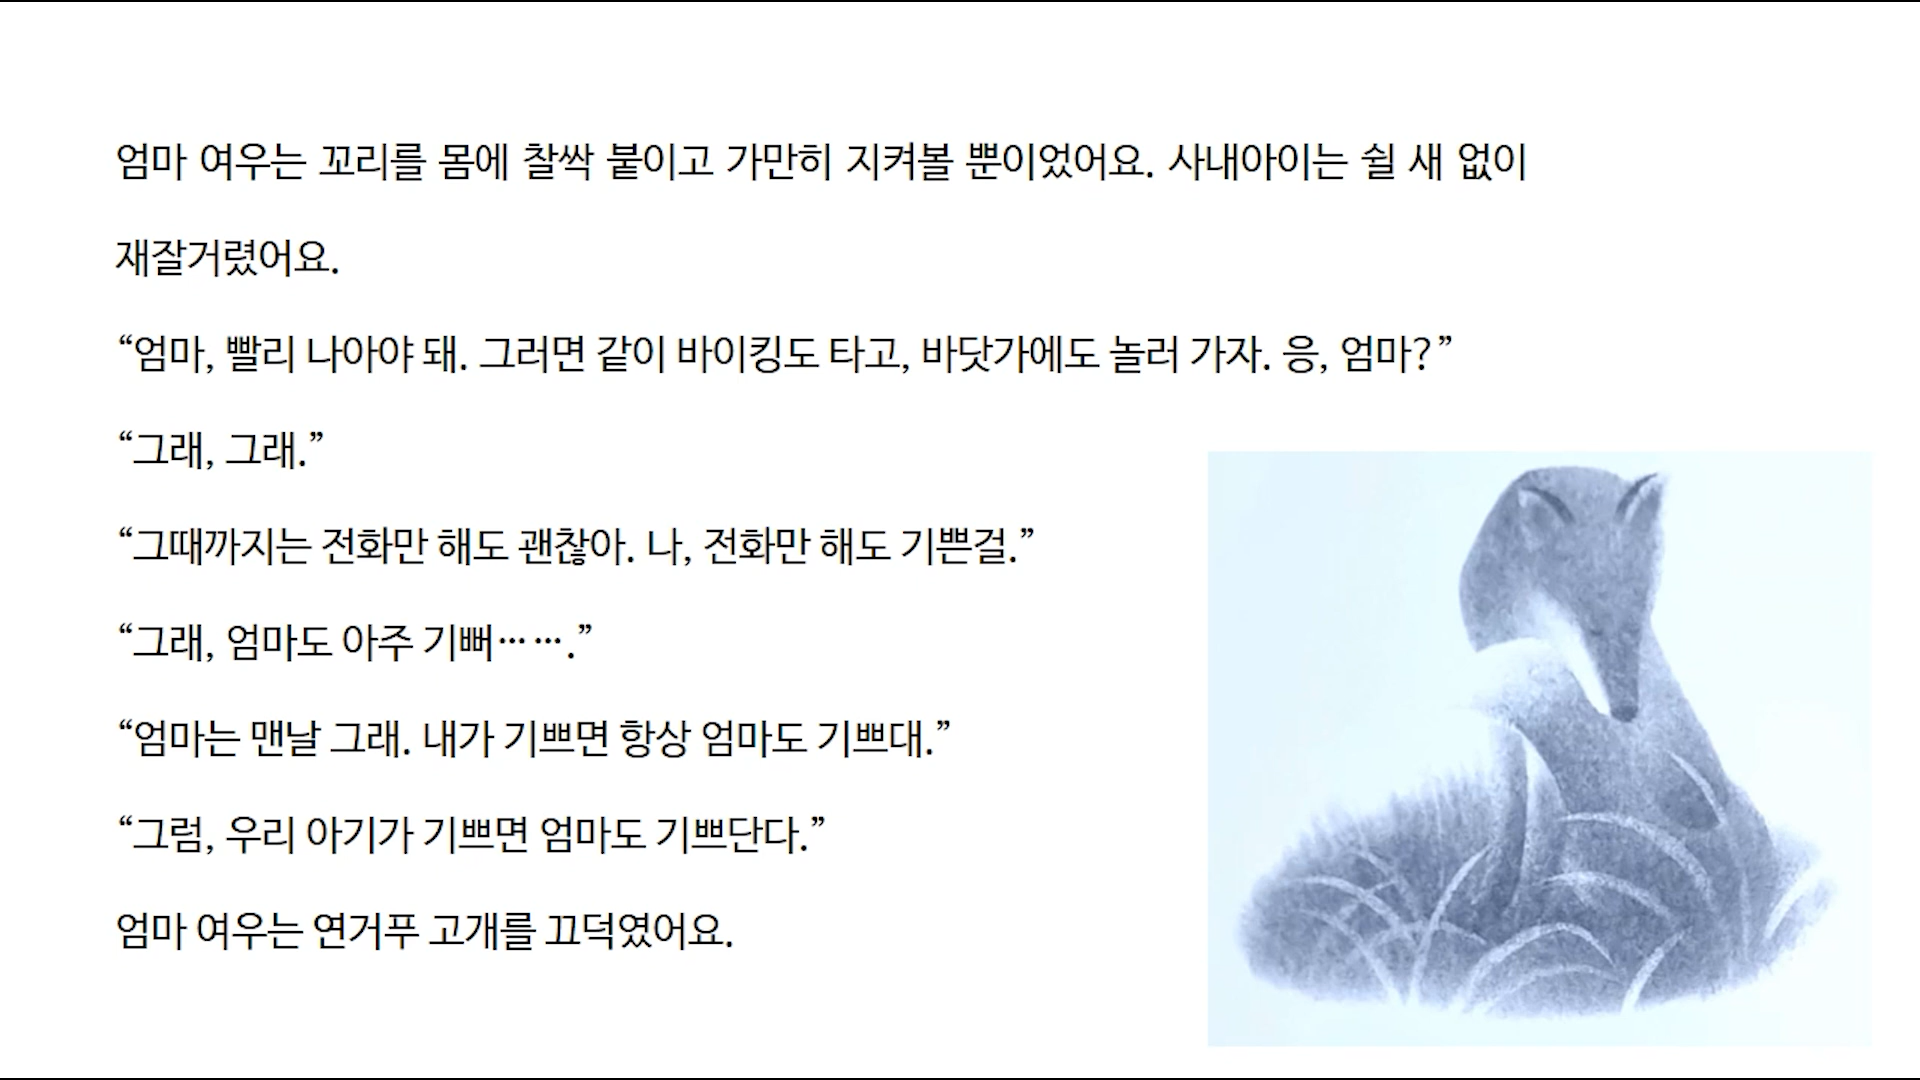 엄마 여우는 꼬리를 몸에 찰싹 붙이고 가만히 지켜볼 뿐이었어요. 사내아이는 쉴 새 없이
재잘거렸어요.
“엄마, 빨리 나아야 돼. 그러면 같이 바이킹도 타고, 바닷가에도 놀러 가자. 응, 엄마?”
“그래, 그래.”
“그때까지는 전화만 해도 괜찮아. 나, 전화만 해도 기쁜걸.”
“그래, 엄마도 아주 기뻐⋯⋯.”
“엄마는 맨날 그래. 내가 기쁘면 항상 엄마도 기쁘대.”
“그럼, 우리 아기가 기쁘면 엄마도 기쁘단다.”
엄마 여우는 연거푸 고개를 끄덕였어요.